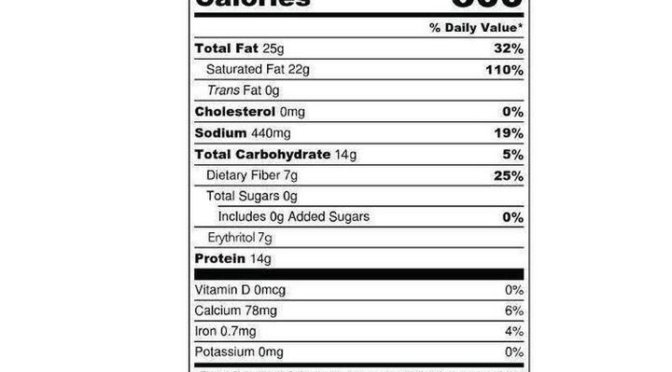 Calories
% Daily Value*
Total Fat 25g 32%
Saturated Fat 22g 110%
Trans Fat 0g
Cholesterol 0mg 0%
Sodium 440mg 19%
Total Carbohydrate 14g 5%
Dietary Fiber 7g 25%
Total Sugars 0g
Includes 0g Added Sugars 0%
Erythritol 7g
Protein 14g
Vitamin D 0mcg 0%
Calcium 78mg 6%
Iron 0.7mg 4%
Potassium 0mg 0%